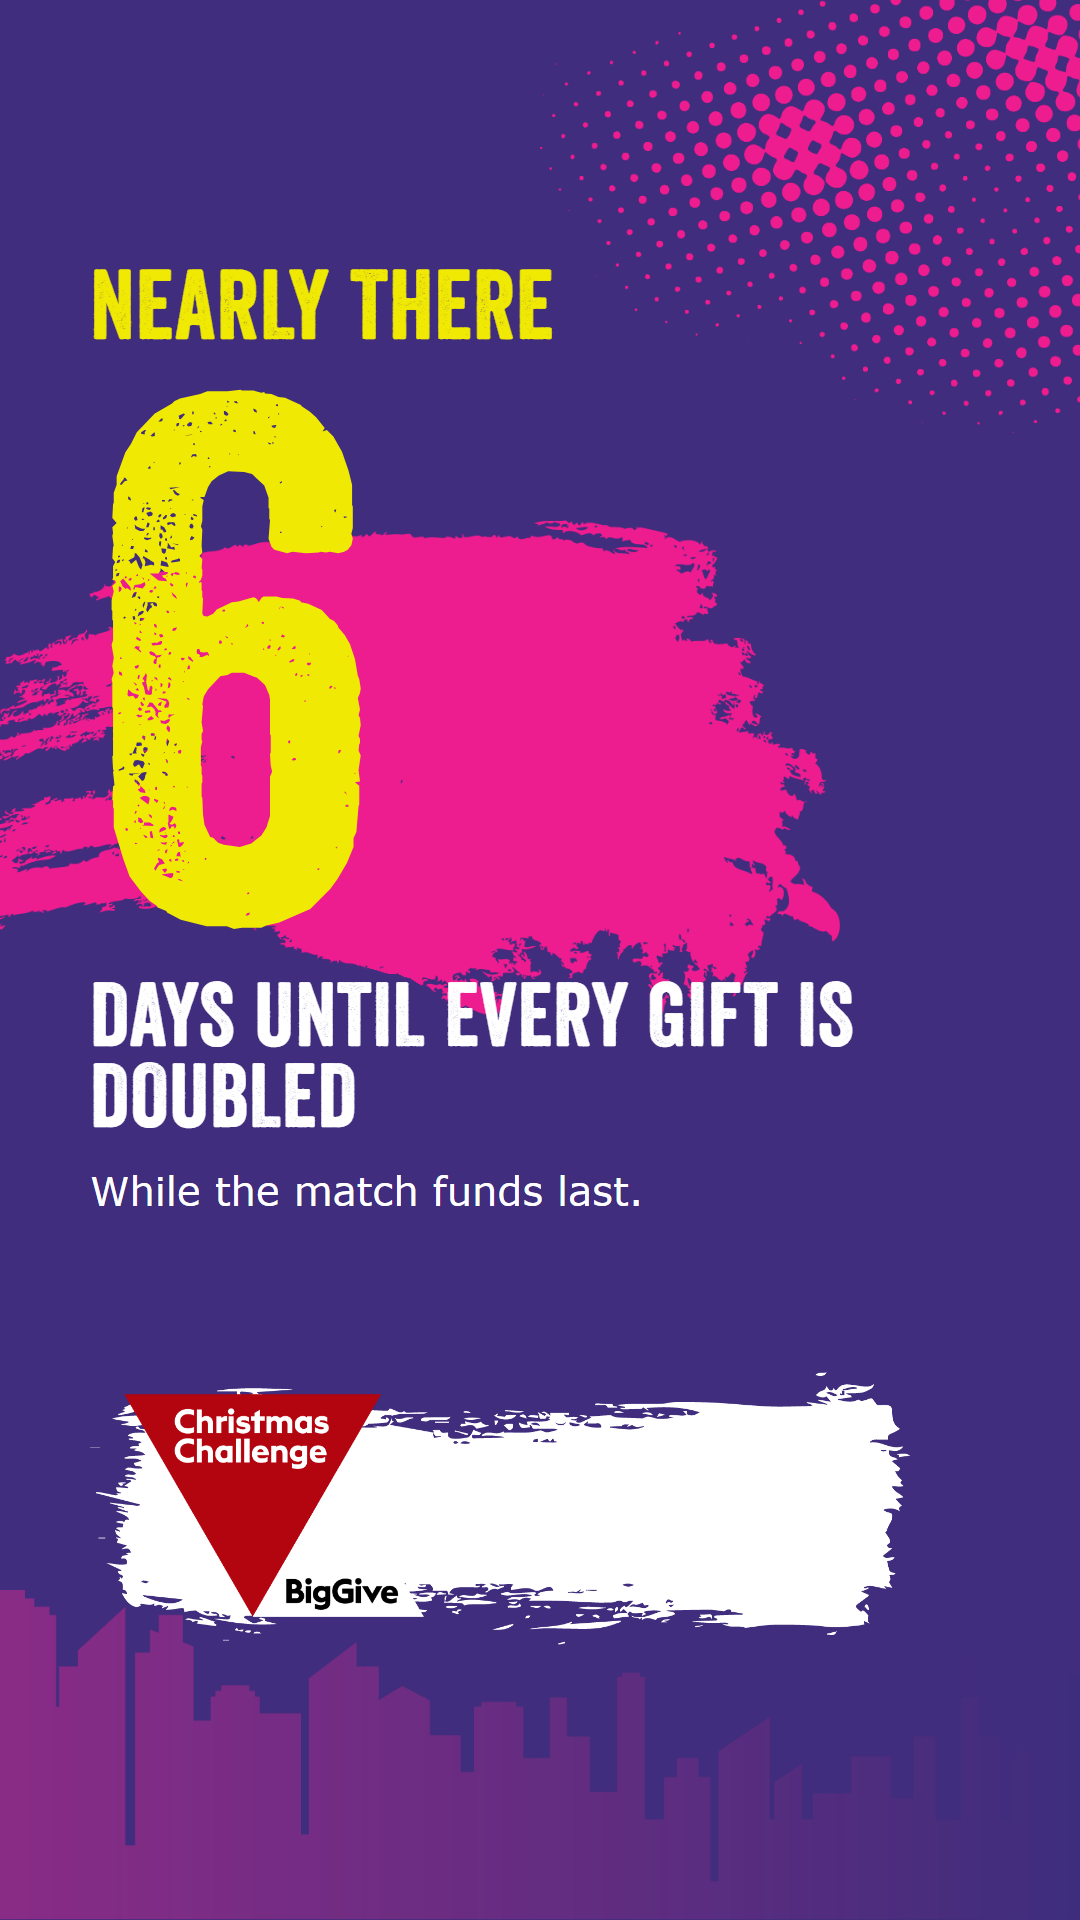 NEARLY THERE
6
DAYS UNTIL EVERY GIFT IS
DOUBLED
While the match funds last.
Christmas
Challenge
BigGive